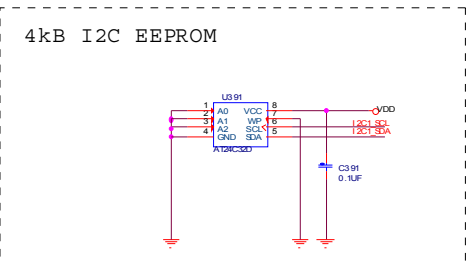 4kB I2C EEPROM
U391
1 A0 VCC 8
2 A1 WP 7
3 A2 SCL 6
4 GND SDA 5
AT24C32D
VDD
I2C1_SCL
I2C1_SDA
C391
0.1UF